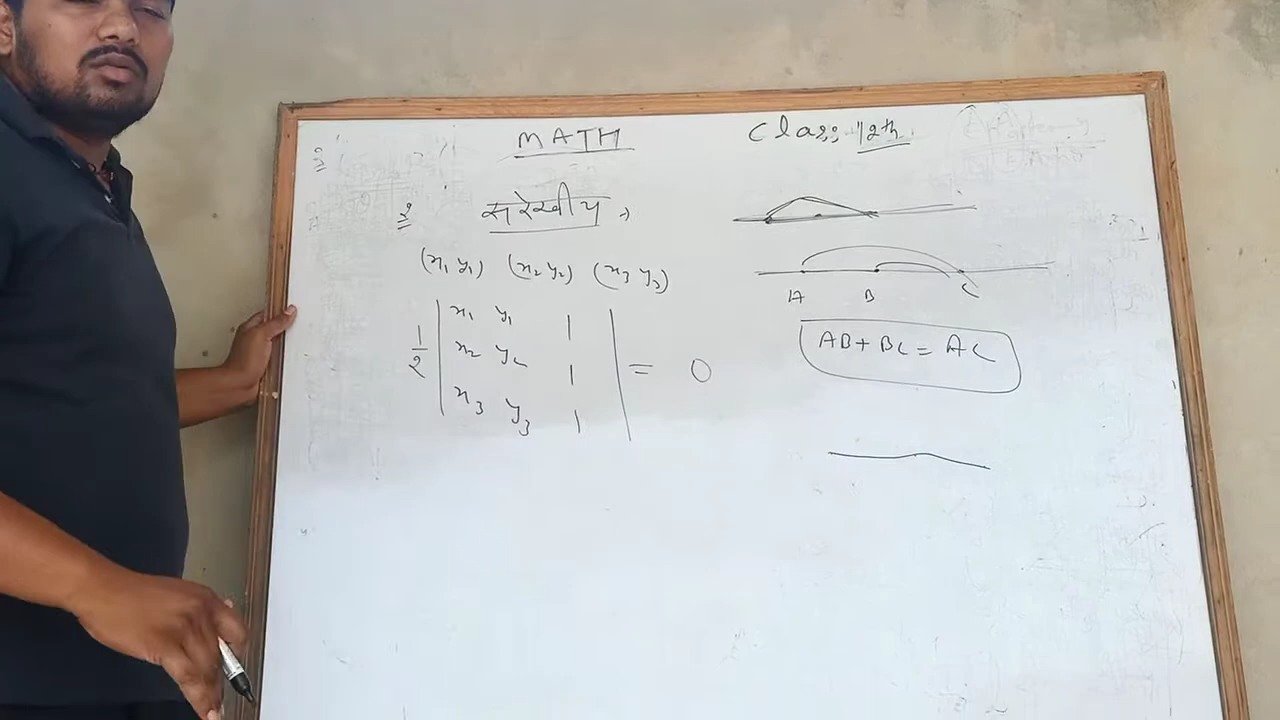 MATH Class 12th
2 सरेखीय →
(x₁ y₁) (x₂ y₂) (x₃ y₃)
1/2 | x₁ y₁ 1 |
| x₂ y₂ 1 | = 0
| x₃ y₃ 1 |
A B C
AB + BC = AC